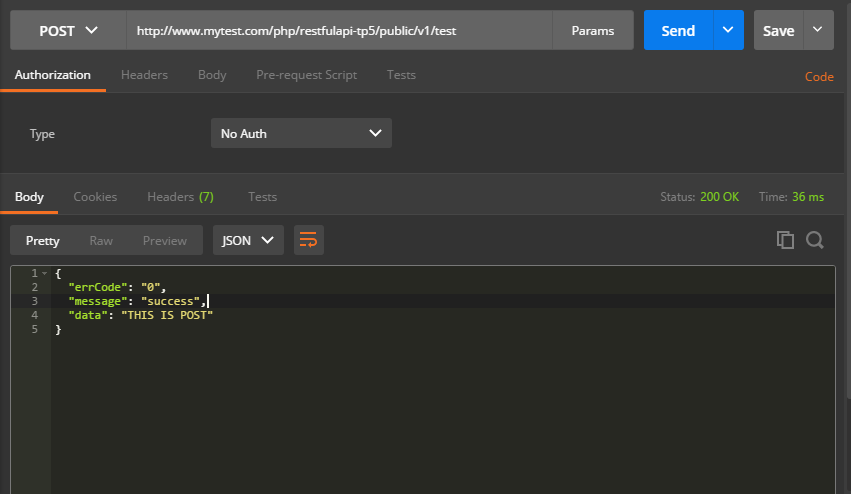 POST http://www.mytest.com/php/restfulapi-tp5/public/v1/test Params Send Save
Authorization Headers Body Pre-request Script Tests Code
Type No Auth
Body Cookies Headers (7) Tests Status: 200 OK Time: 36 ms
Pretty Raw Preview JSON
1 {
2 "errCode": "0",
3 "message": "success",
4 "data": "THIS IS POST"
5 }